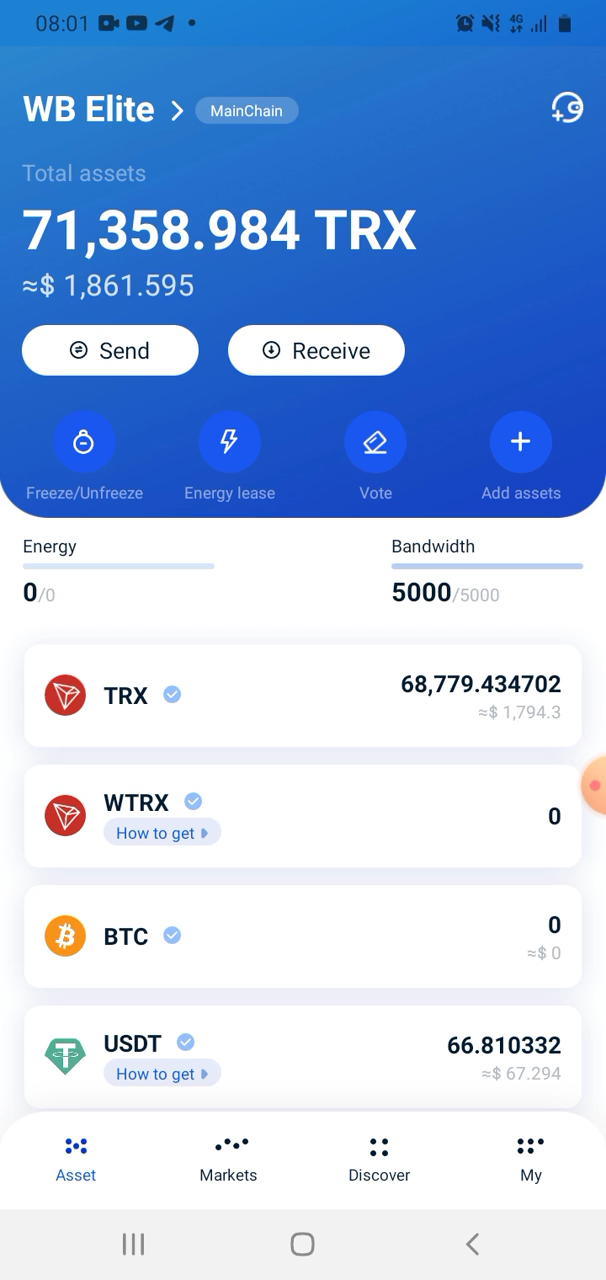 08:01
4G
WB Elite
MainChain
Total assets
71,358.984 TRX
≈$ 1,861.595
Send
Receive
Freeze/Unfreeze
Energy lease
Vote
Add assets
Energy
Bandwidth
0/0
5000/5000
TRX
68,779.434702
≈$ 1,794.3
WTRX
How to get
0
BTC
0
≈$ 0
USDT
How to get
66.810332
≈$ 67.294
Asset
Markets
Discover
My